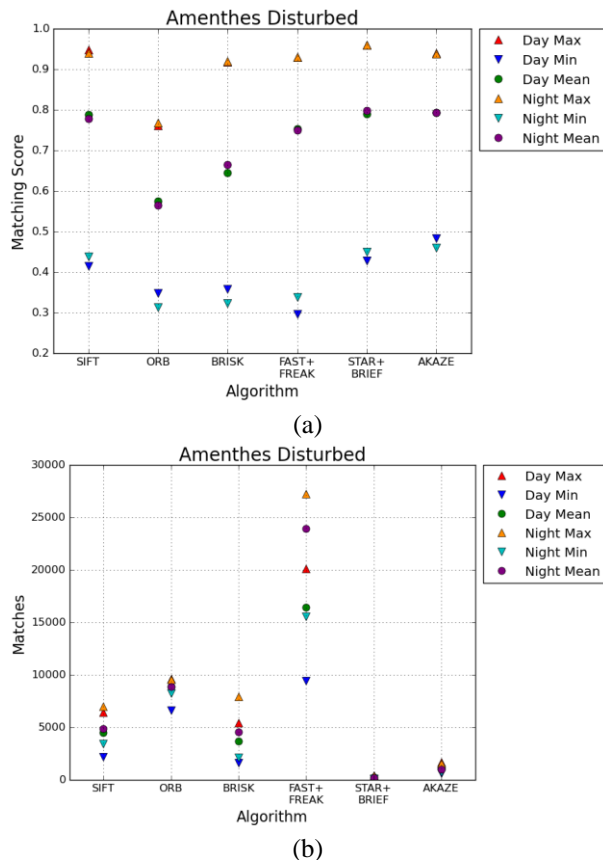 Amenthes Disturbed
1.0
0.9
0.8
0.7
0.6
0.5
0.4
0.3
0.2
Matching Score
SIFT
ORB
BRISK
FAST+
FREAK
STAR+
BRIEF
AKAZE
Algorithm
Day Max
Day Min
Day Mean
Night Max
Night Min
Night Mean
(a)
Amenthes Disturbed
30000
25000
20000
15000
10000
5000
0
Matches
SIFT
ORB
BRISK
FAST+
FREAK
STAR+
BRIEF
AKAZE
Algorithm
Day Max
Day Min
Day Mean
Night Max
Night Min
Night Mean
(b)